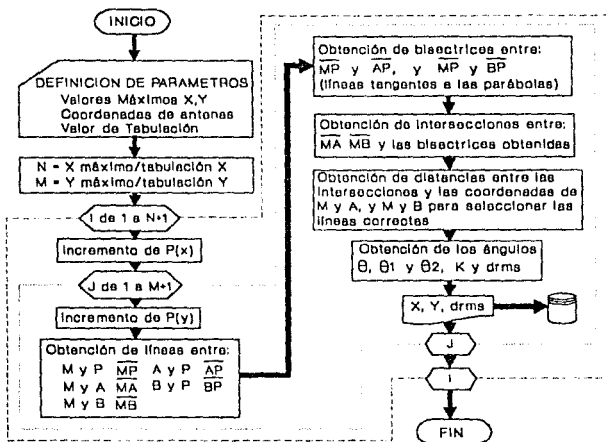 INICIO
DEFINICION DE PARAMETROS
Valores Máximos X,Y
Coordenadas de antenas
Valor de Tabulación
N = X máximo/tabulación X
M = Y máximo/tabulación Y
I de 1 a N+1
Incremento de P(x)
J de 1 a M+1
Incremento de P(y)
Obtención de líneas entre:
M y P  MP  A y P  AP
M y A  MA  B y P  BP
M y B  MB
Obtención de bisectrices entre:
MP y AP, y MP y BP
(líneas tangentes a las parábolas)
Obtención de intersecciones entre:
MA MB y las bisectrices obtenidas
Obtención de distancias entre las
intersecciones y las coordenadas de
M y A, y M y B para seleccionar las
líneas correctas
Obtención de los ángulos
θ, θ1 y θ2, K y drms
X, Y, drms
J
I
FIN